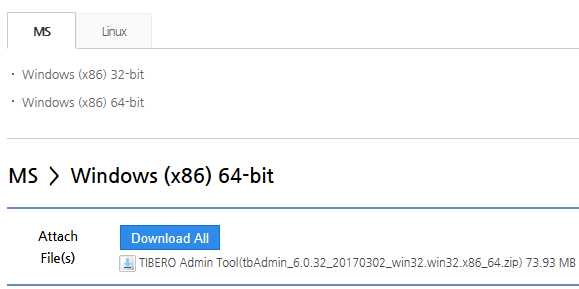 MS
Linux
· Windows (x86) 32-bit
· Windows (x86) 64-bit
MS > Windows (x86) 64-bit
Attach
File(s)
Download All
TIBERO Admin Tool(tbAdmin_6.0.32_20170302_win32.win32.x86_64.zip) 73.93 MB